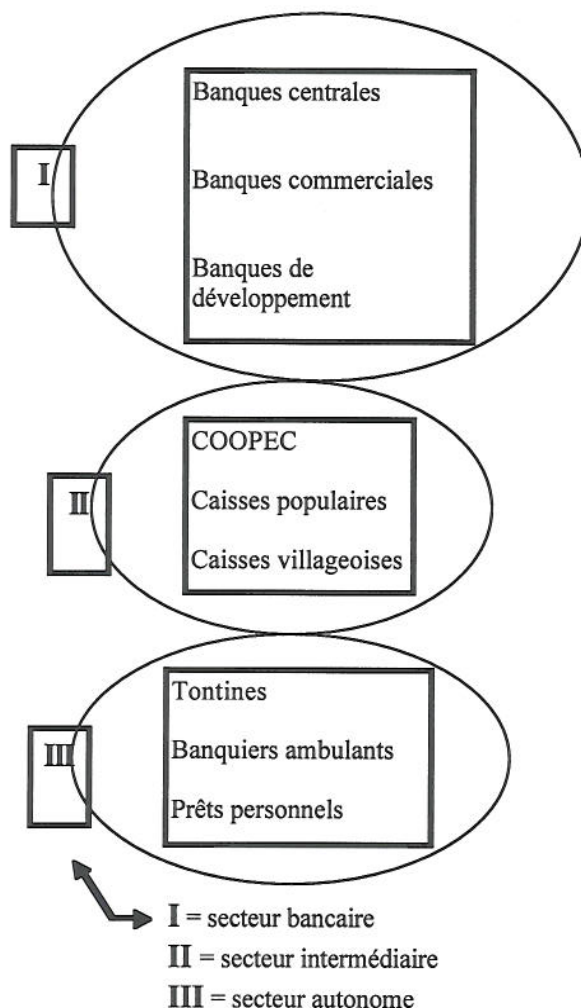 Banques centrales
I
Banques commerciales
Banques de
développement
COOPEC
II
Caisses populaires
Caisses villageoises
Tontines
III
Banquiers ambulants
Prêts personnels
I = secteur bancaire
II = secteur intermédiaire
III = secteur autonome